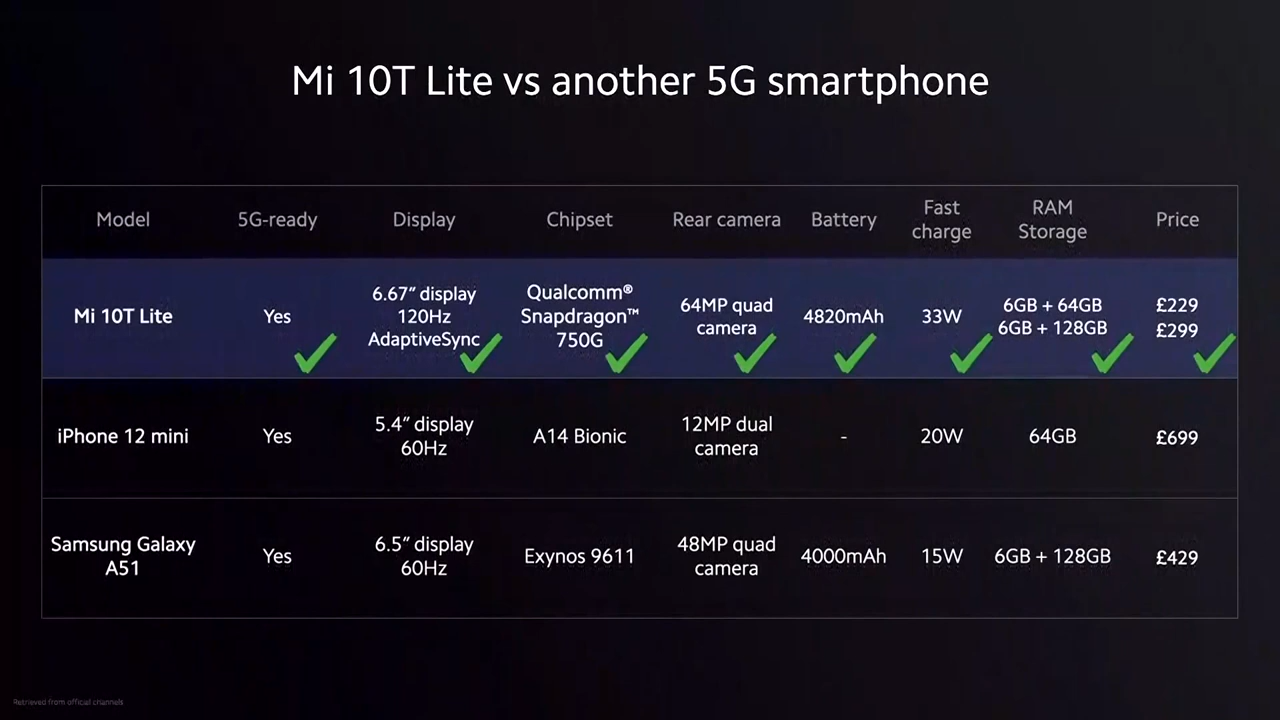 Mi 10T Lite vs another 5G smartphone
Model
5G-ready
Display
Chipset
Rear camera
Battery
Fast
charge
RAM
Storage
Price
Mi 10T Lite
Yes
6.67″ display
120Hz
AdaptiveSync
Qualcomm®
Snapdragon™
750G
64MP quad
camera
4820mAh
33W
6GB + 64GB
6GB + 128GB
£229
£299
iPhone 12 mini
Yes
5.4″ display
60Hz
A14 Bionic
12MP dual
camera
-
20W
64GB
£699
Samsung Galaxy
A51
Yes
6.5″ display
60Hz
Exynos 9611
48MP quad
camera
4000mAh
15W
6GB + 128GB
£429
Retrieved from official channels